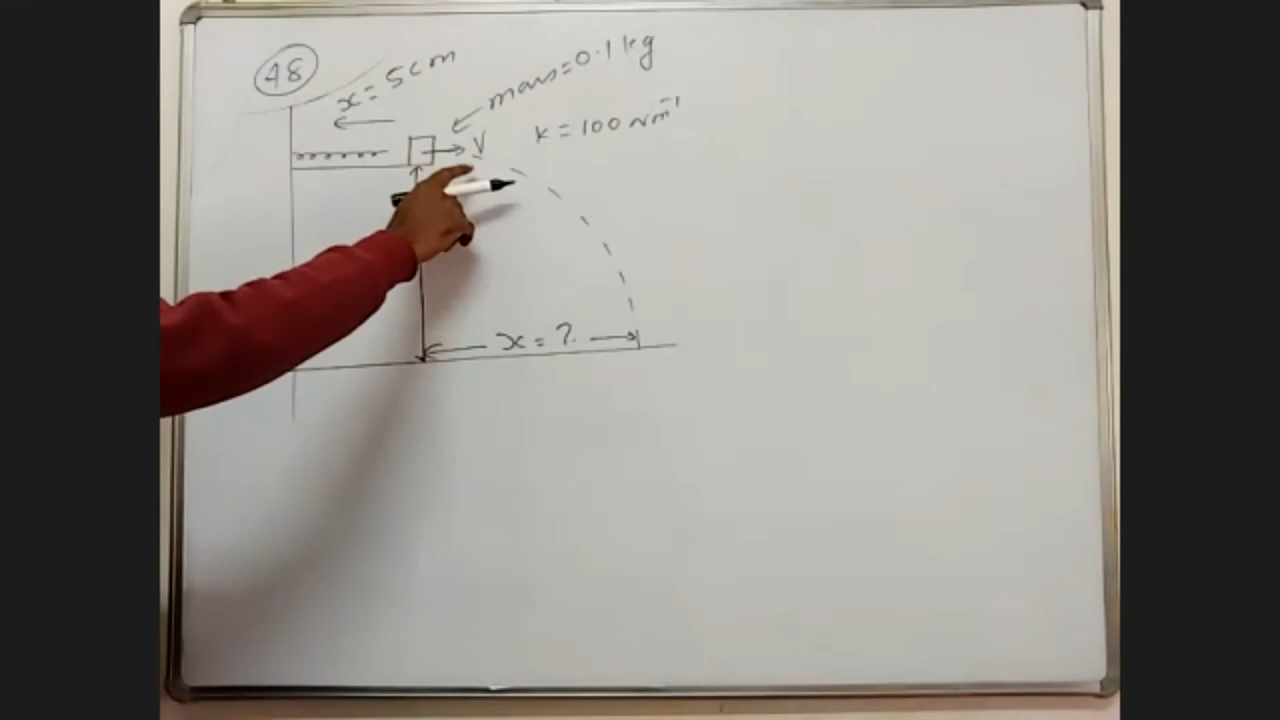 48
x = 5cm
mass = 0.1 kg
K = 100 Nm⁻¹
V
x = ?